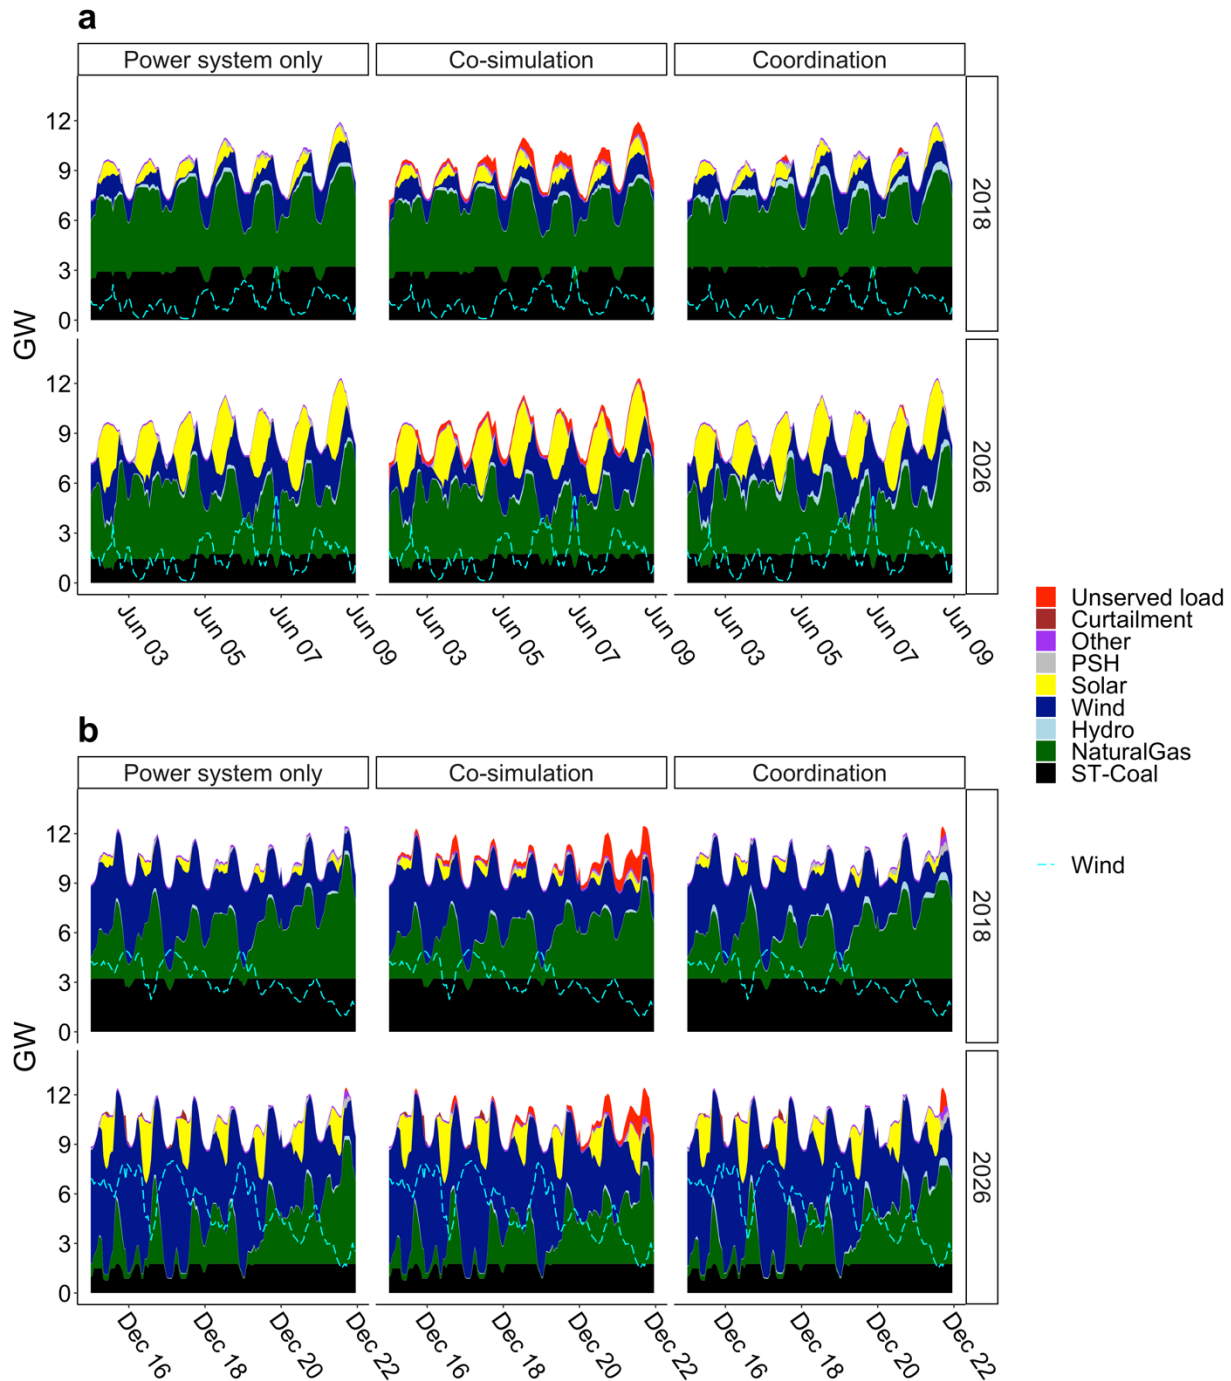 a
Power system only
Co-simulation
Coordination
12
9
6
3
0
2018
GW
12
9
6
3
0
2026
Jun 03
Jun 05
Jun 07
Jun 09
Jun 03
Jun 05
Jun 07
Jun 09
Jun 03
Jun 05
Jun 07
Jun 09
Unserved load
Curtailment
Other
PSH
Solar
Wind
Hydro
NaturalGas
ST-Coal
Wind
b
Power system only
Co-simulation
Coordination
12
9
6
3
0
2018
GW
12
9
6
3
0
2026
Dec 16
Dec 18
Dec 20
Dec 22
Dec 16
Dec 18
Dec 20
Dec 22
Dec 16
Dec 18
Dec 20
Dec 22